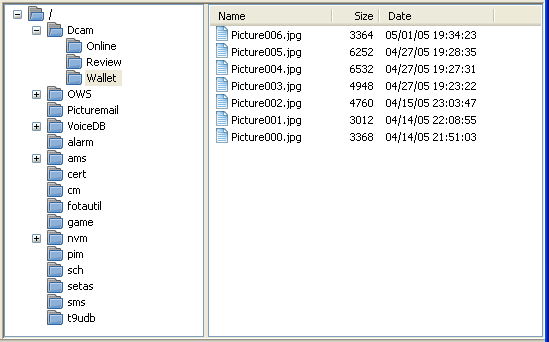 /
Dcam
Online
Review
Wallet
OWS
Picturemail
VoiceDB
alarm
ams
cert
cm
fotautil
game
nvm
pim
sch
setas
sms
t9udb
Name Size Date
Picture006.jpg 3364 05/01/05 19:34:23
Picture005.jpg 6252 04/27/05 19:28:35
Picture004.jpg 6532 04/27/05 19:27:31
Picture003.jpg 4948 04/27/05 19:23:22
Picture002.jpg 4760 04/15/05 23:03:47
Picture001.jpg 3012 04/14/05 22:08:55
Picture000.jpg 3368 04/14/05 21:51:03